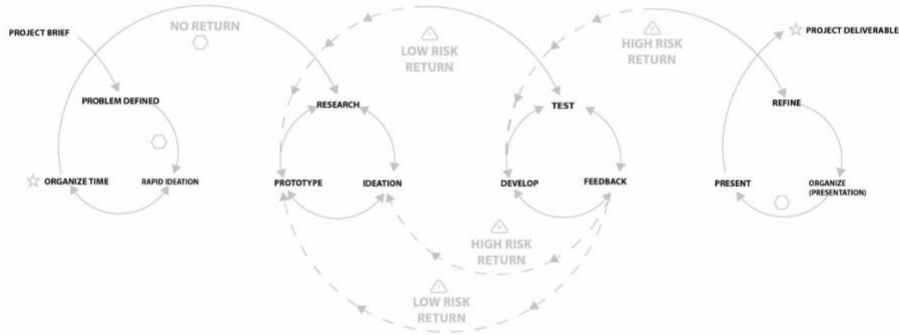 NO RETURN
PROJECT BRIEF
LOW RISK
RETURN
HIGH RISK
RETURN
PROJECT DELIVERABLE
PROBLEM DEFINED
RESEARCH
TEST
REFINE
ORGANIZE TIME
RAPID IDEATION
PROTOTYPE
IDEATION
DEVELOP
FEEDBACK
PRESENT
ORGANIZE
(PRESENTATION)
HIGH RISK
RETURN
LOW RISK
RETURN